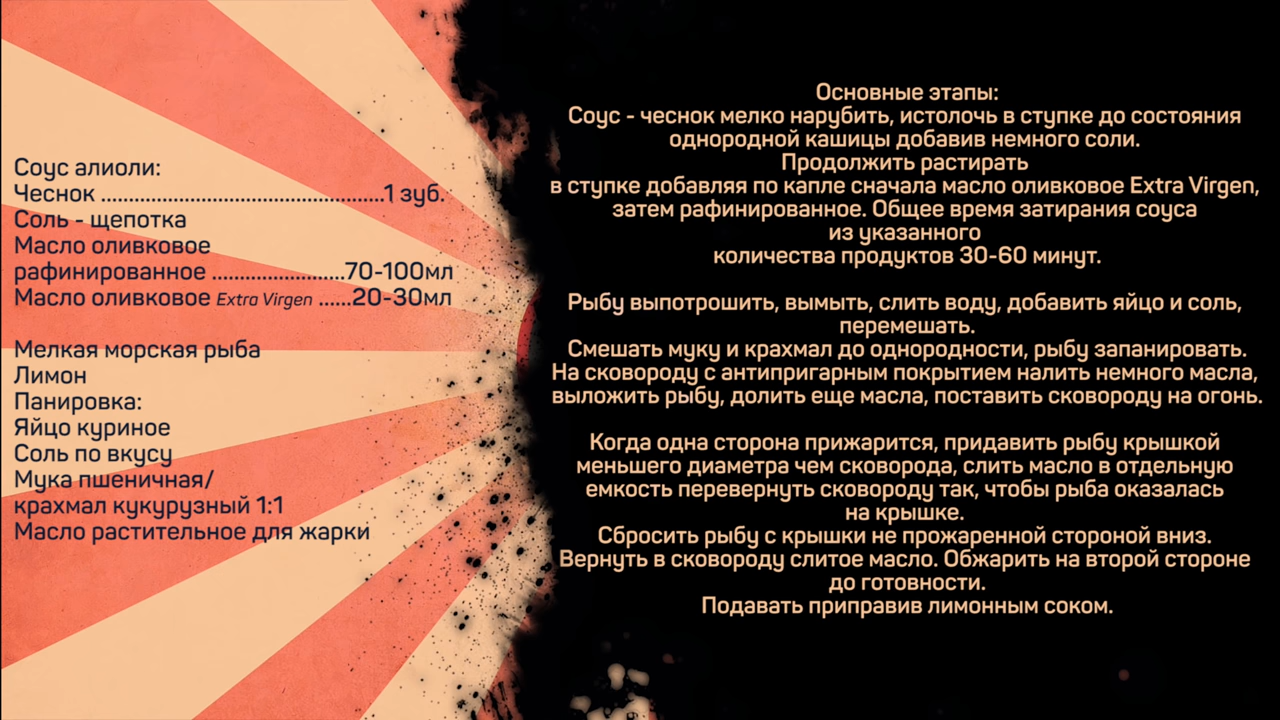 Соус алиоли:
Чеснок ...........................................1 зуб.
Соль - щепотка
Масло оливковое
рафинированное ....................70-100мл
Масло оливковое Extra Virgen ......20-30мл
Мелкая морская рыба
Лимон
Панировка:
Яйцо куриное
Соль по вкусу
Мука пшеничная/
крахмал кукурузный 1:1
Масло растительное для жарки
Основные этапы:
Соус - чеснок мелко нарубить, истолочь в ступке до состояния
однородной кашицы добавив немного соли.
Продолжить растирать
в ступке добавляя по капле сначала масло оливковое Extra Virgen,
затем рафинированное. Общее время затирания соуса
из указанного
количества продуктов 30-60 минут.
Рыбу выпотрошить, вымыть, слить воду, добавить яйцо и соль,
перемешать.
Смешать муку и крахмал до однородности, рыбу запанировать.
На сковороду с антипригарным покрытием налить немного масла,
выложить рыбу, долить еще масла, поставить сковороду на огонь.
Когда одна сторона прижарится, придавить рыбу крышкой
меньшего диаметра чем сковорода, слить масло в отдельную
емкость перевернуть сковороду так, чтобы рыба оказалась
на крышке.
Сбросить рыбу с крышки не прожаренной стороной вниз.
Вернуть в сковороду слитое масло. Обжарить на второй стороне
до готовности.
Подавать приправив лимонным соком.